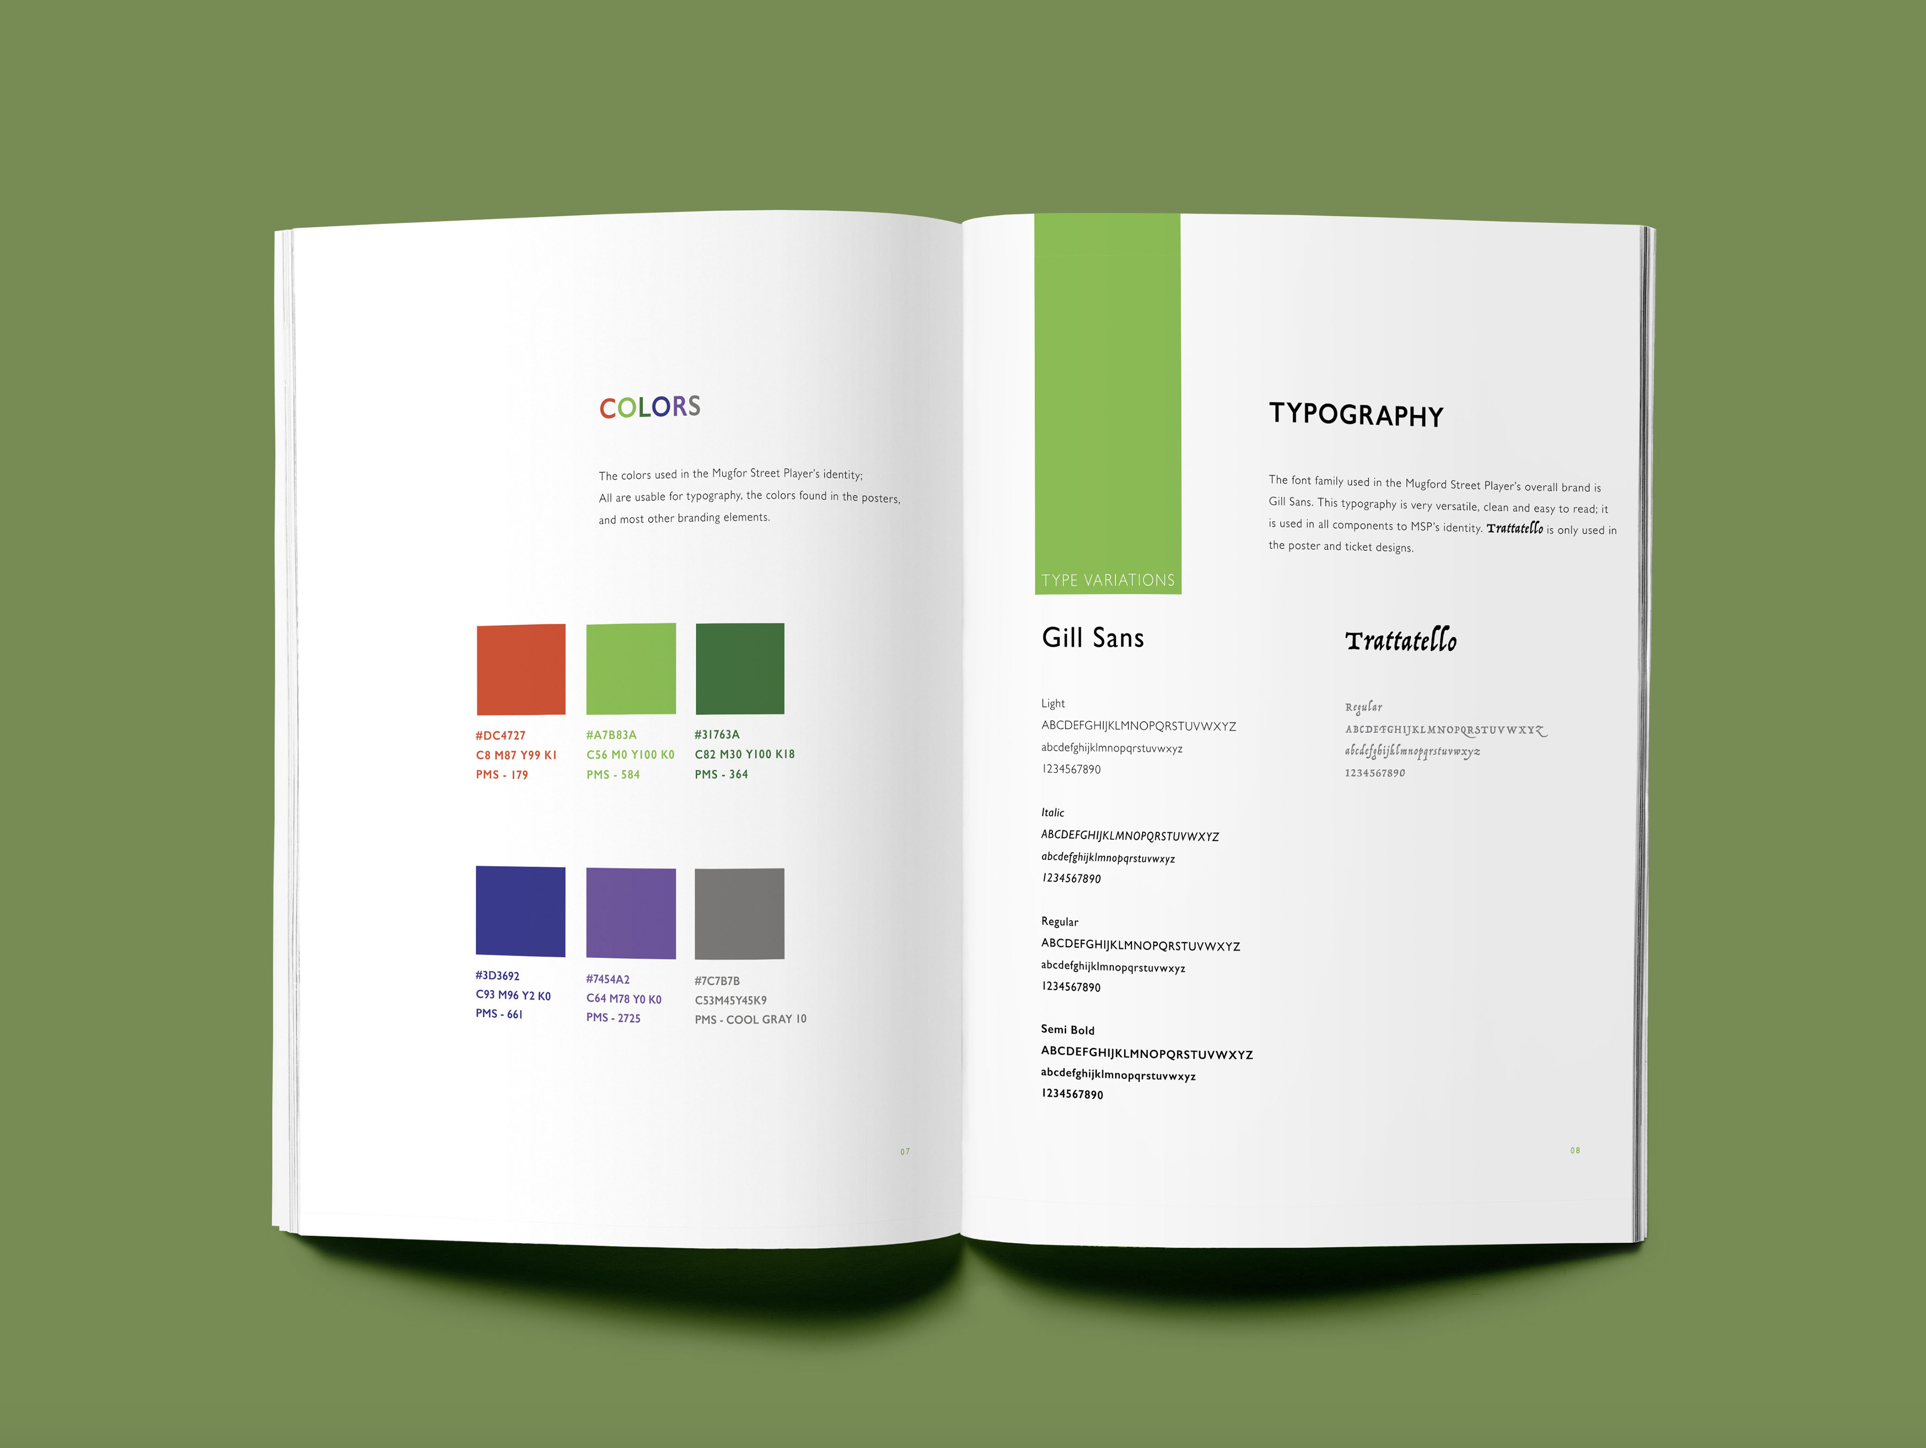 COLORS
The colors used in the Mugfor Street Player's identity;
All are usable for typography, the colors found in the posters,
and most other branding elements.
#DC4727
C8 M87 Y99 K1
PMS - 179
#A7B83A
C56 M0 Y100 K0
PMS - 584
#31763A
C82 M30 Y100 K18
PMS - 364
#3D3692
C93 M96 Y2 K0
PMS - 661
#7454A2
C64 M78 Y0 K0
PMS - 2725
#7C7B7B
C53M45Y45K9
PMS - COOL GRAY 10
07
TYPE VARIATIONS
TYPOGRAPHY
The font family used in the Mugford Street Player's overall brand is
Gill Sans. This typography is very versatile, clean and easy to read; it
is used in all components to MSP's identity. Trattatello is only used in
the poster and ticket designs.
Gill Sans
Light
ABCDEFGHIJKLMNOPQRSTUVWXYZ
abcdefghijklmnopqrstuvwxyz
1234567890
Italic
ABCDEFGHIJKLMNOPQRSTUVWXYZ
abcdefghijklmnopqrstuvwxyz
1234567890
Regular
ABCDEFGHIJKLMNOPQRSTUVWXYZ
abcdefghijklmnopqrstuvwxyz
1234567890
Semi Bold
ABCDEFGHIJKLMNOPQRSTUVWXYZ
abcdefghijklmnopqrstuvwxyz
1234567890
Trattatello
Regular
ABCDEFGHIJKLMNOPQRSTUVWXYZ
abcdefghijklmnopqrstuvwxyz
1234567890
08